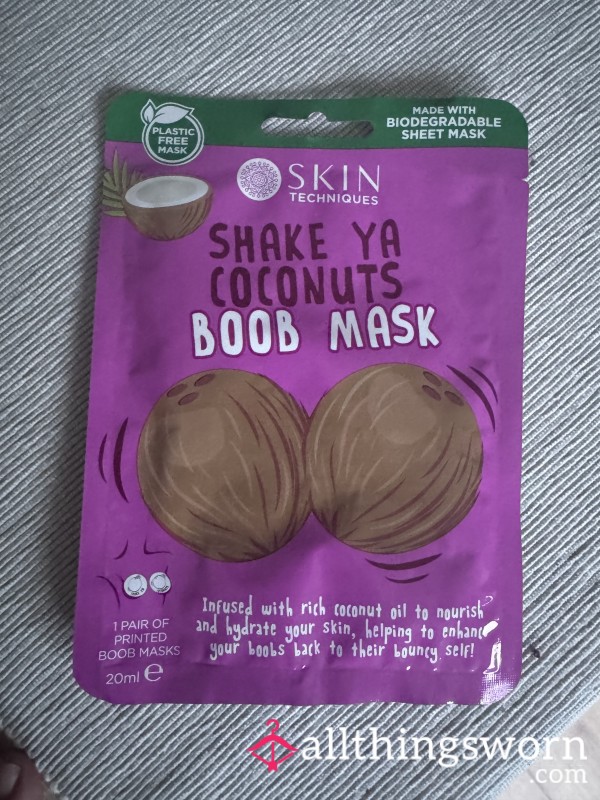 PLASTIC
FREE
MASK
MADE WITH
BIODEGRADABLE
SHEET MASK
SKIN
TECHNIQUES
SHAKE YA
COCONUTS
BOOB MASK
Infused with rich coconut oil to nourish
and hydrate your skin, helping to enhance
your boobs back to their bouncy self!
1 PAIR OF
PRINTED
BOOB MASKS
20ml e
allthingsworn
.com